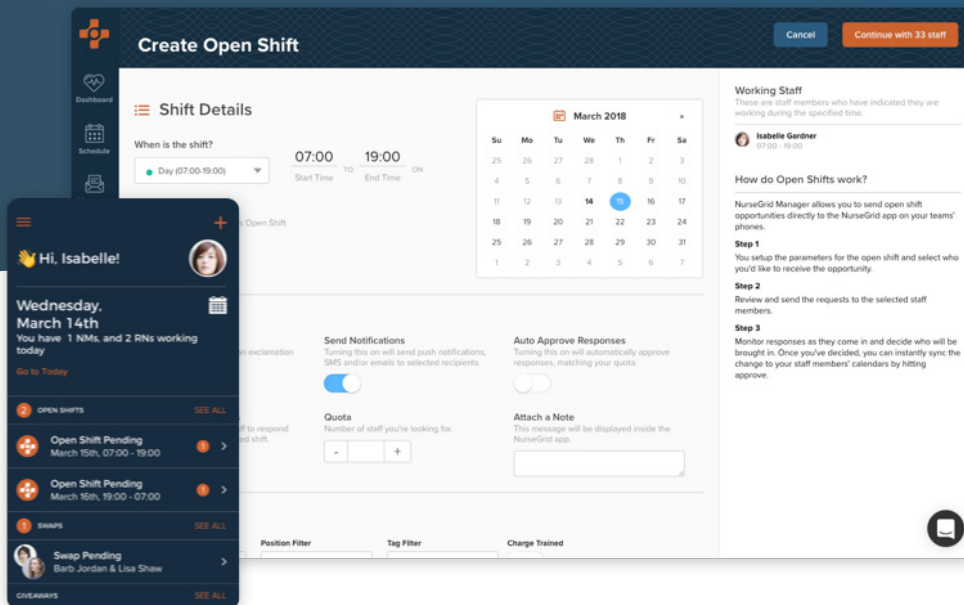 Create Open Shift
Cancel
Continue with 33 staff
Dashboard
Schedule
Shift Details
When is the shift?
Day (07:00-19:00)
07:00
TO
19:00
ON
Start Time
End Time
Open Shift
March 2018
»
Su Mo Tu We Th Fr Sa
25 26 27 28 1 2 3
4 5 6 7 8 9 10
11 12 13 14 15 16 17
18 19 20 21 22 23 24
25 26 27 28 29 30 31
1 2 3 4 5 6 7
Working Staff
These are staff members who have indicated they are
working during the specified time.
Isabelle Gardner
07:00 - 19:00
How do Open Shifts work?
NurseGrid Manager allows you to send open shift
opportunities directly to the NurseGrid app on your teams'
phones.
Step 1
You setup the parameters for the open shift and select who
you'd like to receive the opportunity.
Step 2
Review and send the requests to the selected staff
members.
Step 3
Monitor responses as they come in and decide who will be
brought in. Once you've decided, you can instantly sync the
change to your staff members' calendars by hitting
approve.
exclamation
Send Notifications
Turning this on will send push notifications,
SMS and/or emails to selected recipients.
Auto Approve Responses
Turning this on will automatically approve
responses, matching your quota.
to respond
shift.
Quota
Number of staff you're looking for.
- +
Attach a Note
This message will be displayed inside the
NurseGrid app.
Position Filter
Tag Filter
Charge Trained
Hi, Isabelle!
Wednesday,
March 14th
You have 1 NMs, and 2 RNs working
today
Go to Today
2 OPEN SHIFTS SEE ALL
Open Shift Pending
March 15th, 07:00 - 19:00
1
Open Shift Pending
March 16th, 19:00 - 07:00
1
1 SWAPS SEE ALL
Swap Pending
Barb Jordan & Lisa Shaw
GIVEAWAYS SEE ALL